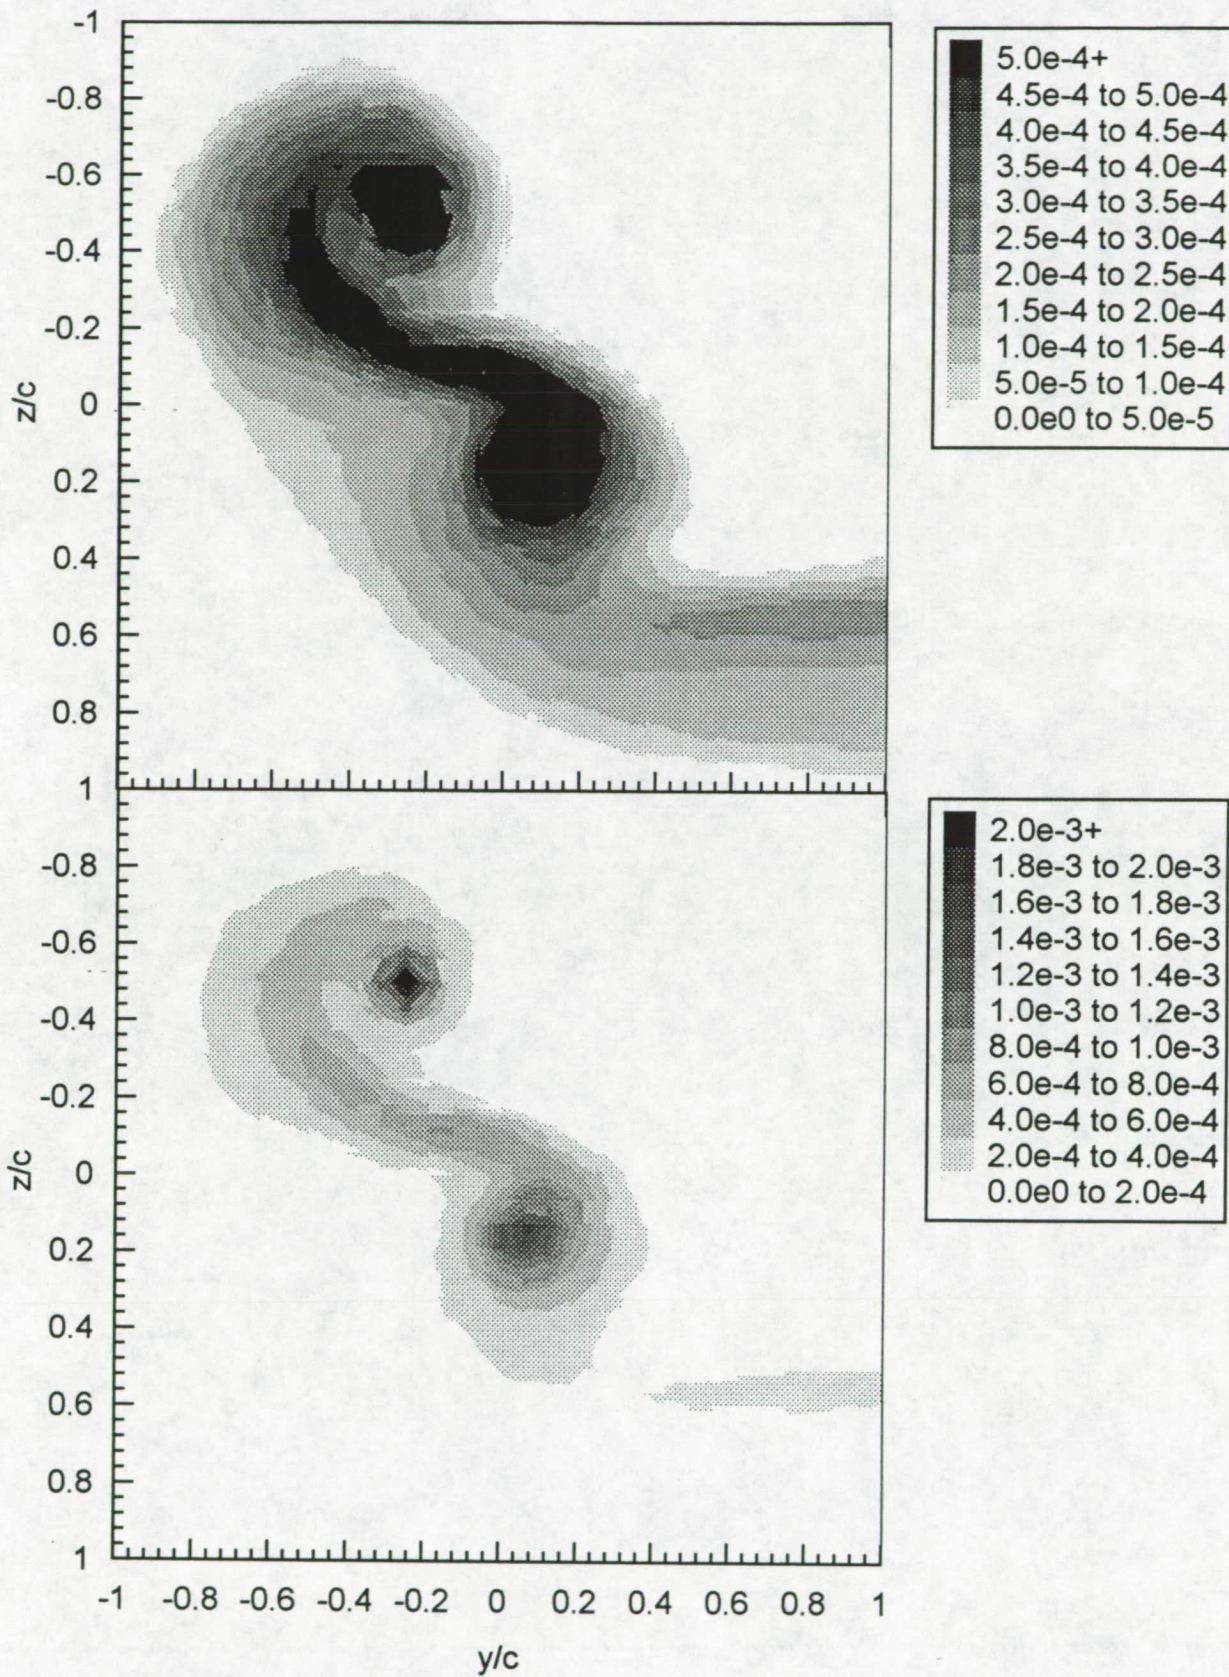 -1
-0.8
-0.6
-0.4
-0.2
0
0.2
0.4
0.6
0.8
1
z/c
5.0e-4+
4.5e-4 to 5.0e-4
4.0e-4 to 4.5e-4
3.5e-4 to 4.0e-4
3.0e-4 to 3.5e-4
2.5e-4 to 3.0e-4
2.0e-4 to 2.5e-4
1.5e-4 to 2.0e-4
1.0e-4 to 1.5e-4
5.0e-5 to 1.0e-4
0.0e0 to 5.0e-5
-0.8
-0.6
-0.4
-0.2
0
0.2
0.4
0.6
0.8
1
z/c
2.0e-3+
1.8e-3 to 2.0e-3
1.6e-3 to 1.8e-3
1.4e-3 to 1.6e-3
1.2e-3 to 1.4e-3
1.0e-3 to 1.2e-3
8.0e-4 to 1.0e-3
6.0e-4 to 8.0e-4
4.0e-4 to 6.0e-4
2.0e-4 to 4.0e-4
0.0e0 to 2.0e-4
-1 -0.8 -0.6 -0.4 -0.2 0 0.2 0.4 0.6 0.8 1
y/c